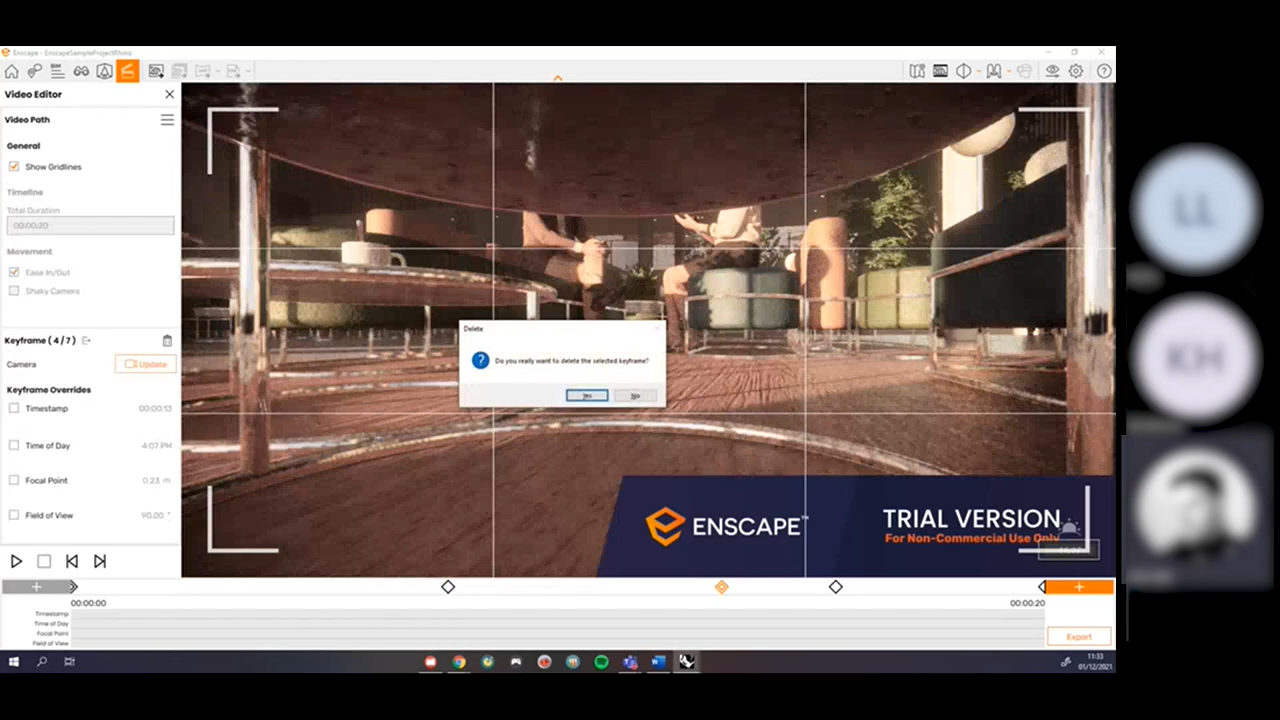 Enscape - EnscapeSampleProjectRhino
Video Editor
Video Path
General
Show Gridlines
Timeline
Total Duration
00:00:20
Movement
Ease In/Out
Shaky Camera
Keyframe ( 4 / 7 )
Camera
Update
Keyframe Overrides
Timestamp 00:00:13
Time of Day 4:07 PM
Focal Point 0.23 m
Field of View 90.00 °
Delete
Do you really want to delete the selected keyframe?
Yes No
ENSCAPE™
TRIAL VERSION
For Non-Commercial Use Only
00:00:00
00:00:20
Timestamp
Time of Day
Focal Point
Field of View
Export
11:33
01/12/2021
LL
KH